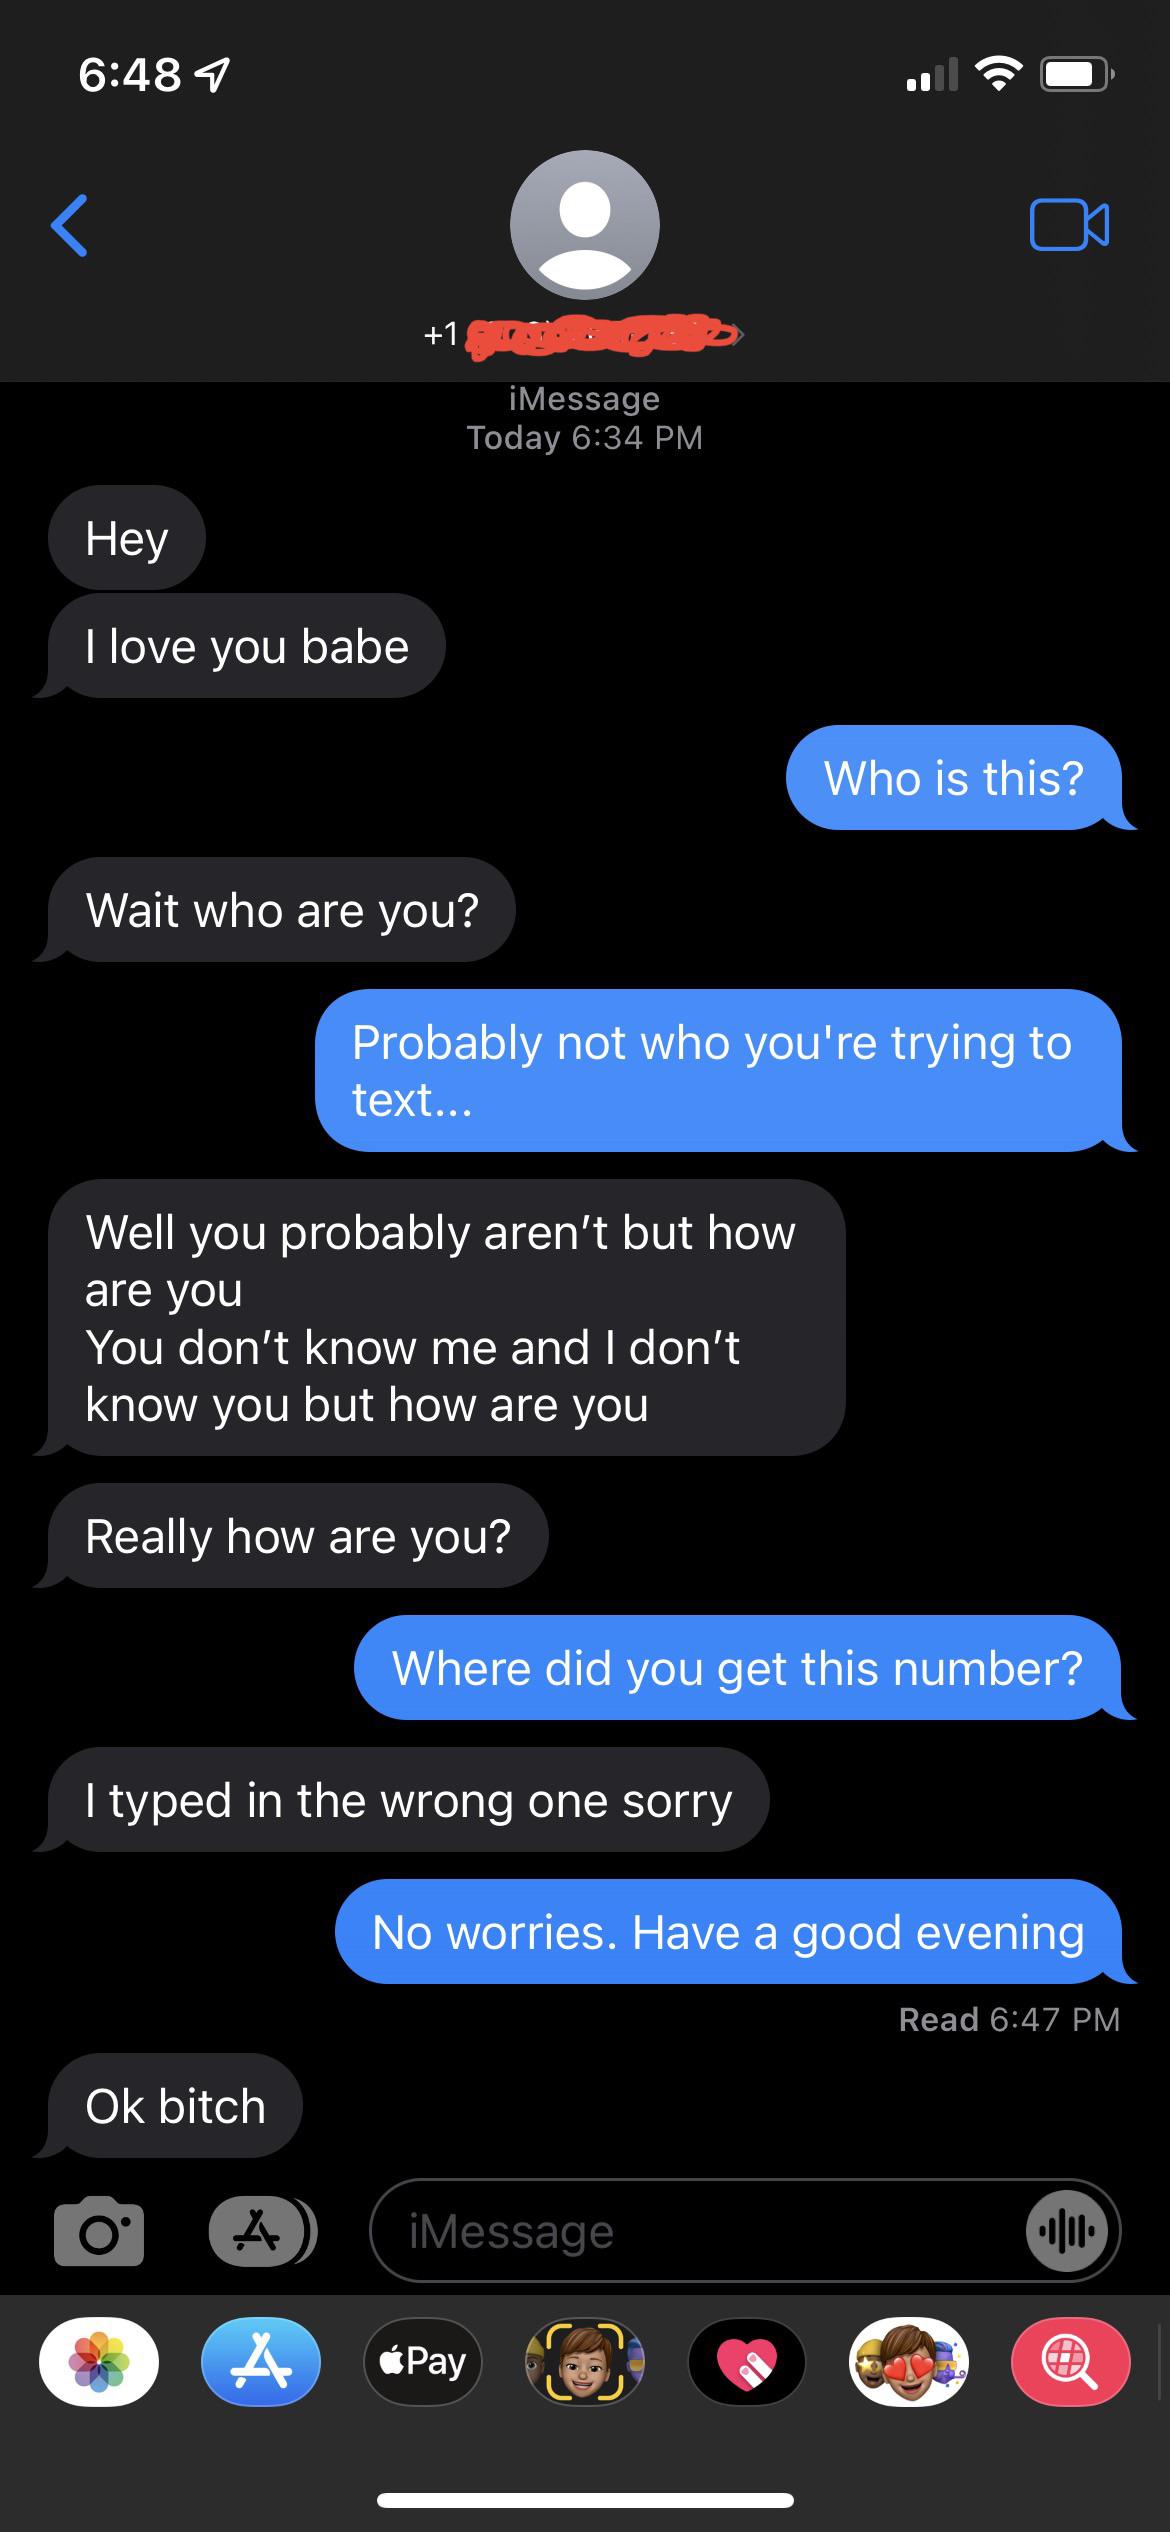 6:48
+1
iMessage
Today 6:34 PM
Hey
I love you babe
Who is this?
Wait who are you?
Probably not who you're trying to
text...
Well you probably aren’t but how
are you
You don’t know me and I don’t
know you but how are you
Really how are you?
Where did you get this number?
I typed in the wrong one sorry
No worries. Have a good evening
Read 6:47 PM
Ok bitch
iMessage
Pay